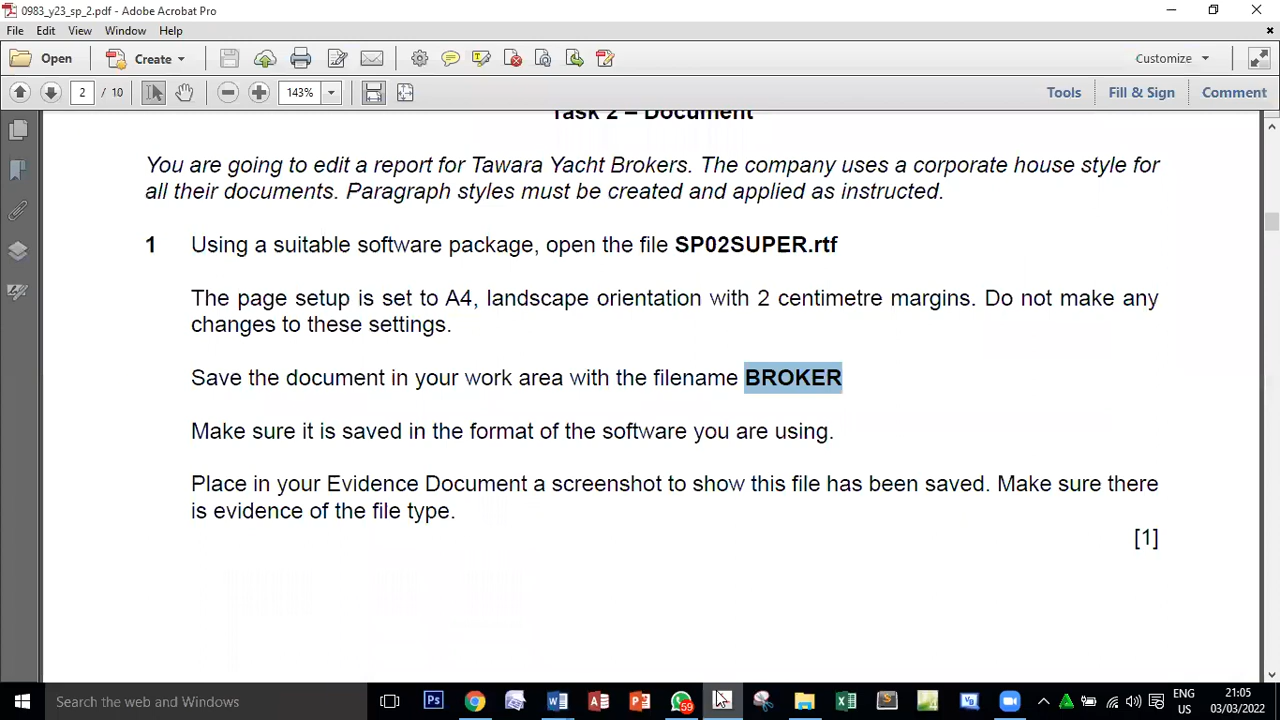 0983_y23_sp_2.pdf - Adobe Acrobat Pro
File Edit View Window Help
Open Create Customize
2 / 10 143% Tools Fill & Sign Comment
Task 2 – Document
You are going to edit a report for Tawara Yacht Brokers. The company uses a corporate house style for
all their documents. Paragraph styles must be created and applied as instructed.
1 Using a suitable software package, open the file SP02SUPER.rtf
The page setup is set to A4, landscape orientation with 2 centimetre margins. Do not make any
changes to these settings.
Save the document in your work area with the filename BROKER
Make sure it is saved in the format of the software you are using.
Place in your Evidence Document a screenshot to show this file has been saved. Make sure there
is evidence of the file type.
[1]
Search the web and Windows
59
ENG 21:05
US 03/03/2022